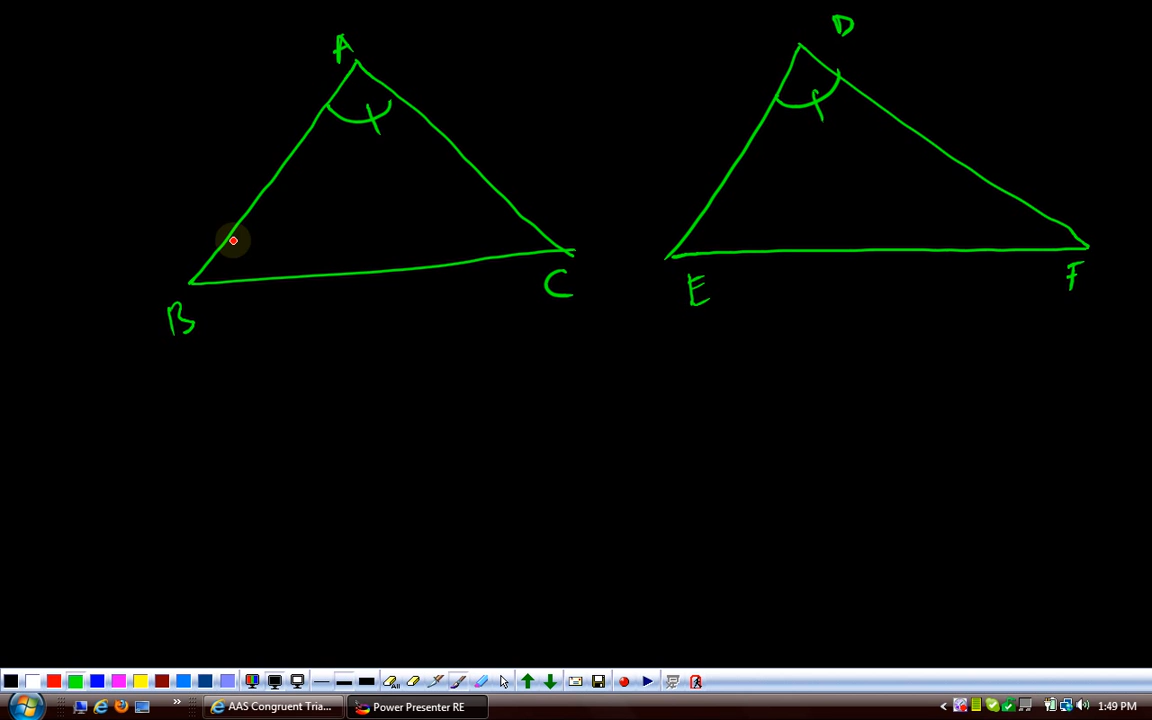 A
D
B
C
E
F
AAS Congruent Tria...
Power Presenter RE
1:49 PM